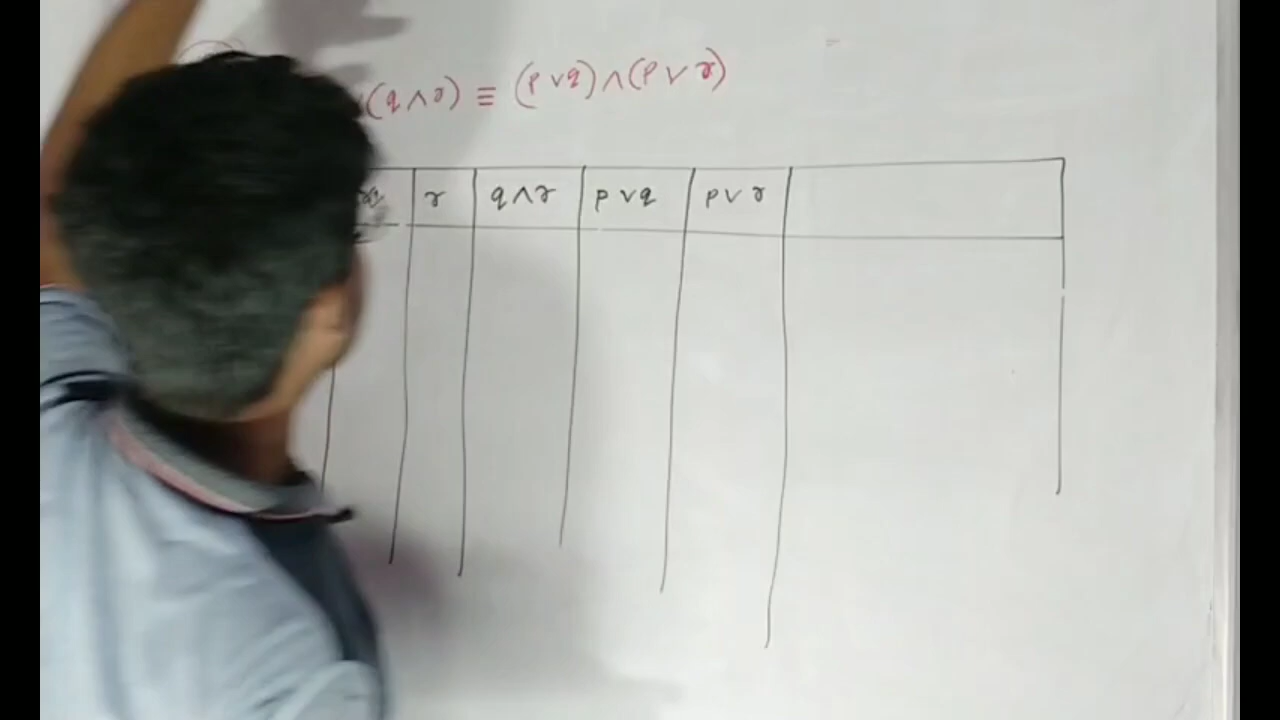 (q ∧ r) ≡ (p ∨ q) ∧ (p ∨ r)
r q ∧ r p ∨ q p ∨ r